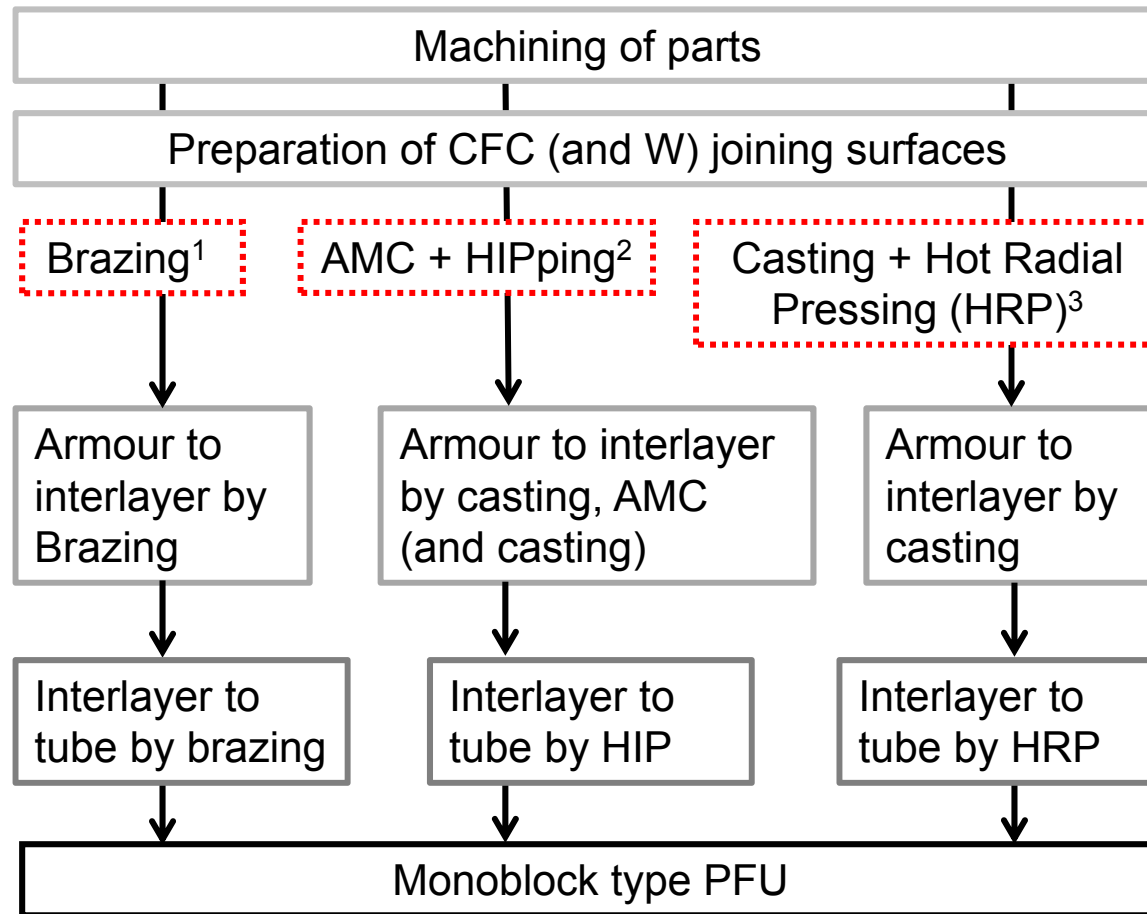 Machining of parts
Preparation of CFC (and W) joining surfaces
Brazing¹
AMC + HIPping²
Casting + Hot Radial
Pressing (HRP)³
Armour to
interlayer by
Brazing
Armour to interlayer
by casting, AMC
(and casting)
Armour to
interlayer by
casting
Interlayer to
tube by brazing
Interlayer to
tube by HIP
Interlayer to
tube by HRP
Monoblock type PFU